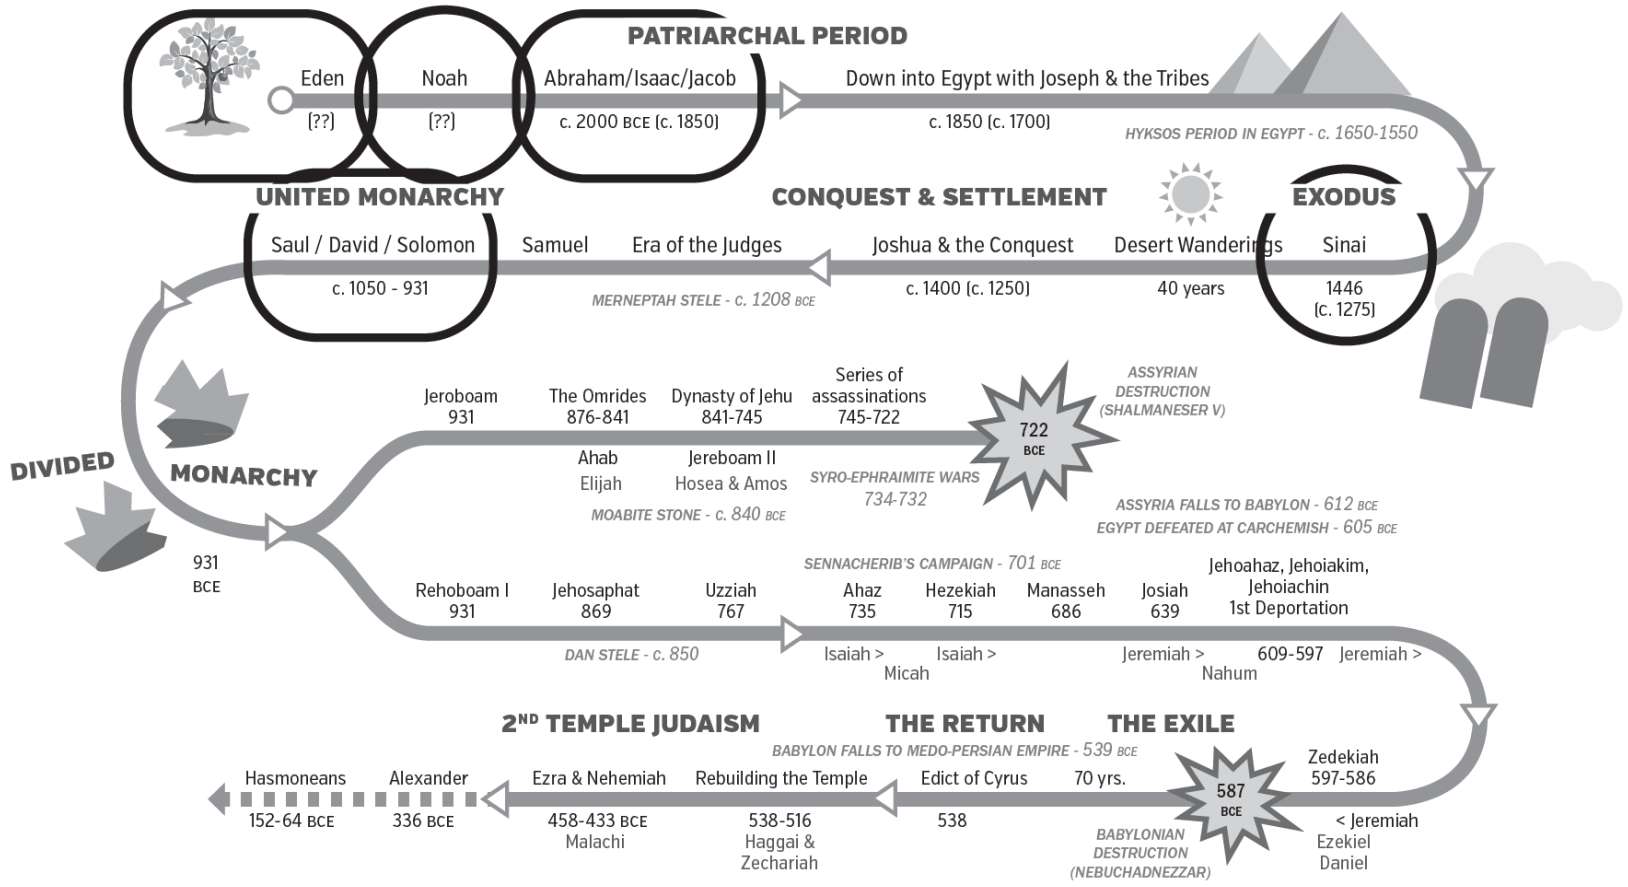 PATRIARCHAL PERIOD
Eden
Noah
Abraham/Isaac/Jacob
Down into Egypt with Joseph & the Tribes
(??)
(??)
c. 2000 BCE (c. 1850)
c. 1850 (c. 1700)
HYKSOS PERIOD IN EGYPT - c. 1650-1550
UNITED MONARCHY
CONQUEST & SETTLEMENT
EXODUS
Saul / David / Solomon
Samuel
Era of the Judges
Joshua & the Conquest
Desert Wanderings
Sinai
c. 1050 - 931
MERNEPTAH STELE - c. 1208 BCE
c. 1400 (c. 1250)
40 years
1446
(c. 1275)
DIVIDED
MONARCHY
931
BCE
Jeroboam
931
The Omrides
876-841
Dynasty of Jehu
841-745
Series of
assassinations
745-722
722
BCE
ASSYRIAN
DESTRUCTION
(SHALMANESER V)
Ahab
Elijah
Jereboam II
Hosea & Amos
SYRO-EPHRAIMITE WARS
734-732
MOABITE STONE - c. 840 BCE
ASSYRIA FALLS TO BABYLON - 612 BCE
EGYPT DEFEATED AT CARCHEMISH - 605 BCE
SENNACHERIB'S CAMPAIGN - 701 BCE
Rehoboam I
931
Jehosaphat
869
Uzziah
767
Ahaz
735
Hezekiah
715
Manasseh
686
Josiah
639
Jehoahaz, Jehoiakim,
Jehoiachin
1st Deportation
DAN STELE - c. 850
Isaiah >
Micah
Isaiah >
Jeremiah >
Nahum
609-597
Jeremiah >
2ND TEMPLE JUDAISM
THE RETURN
THE EXILE
BABYLON FALLS TO MEDO-PERSIAN EMPIRE - 539 BCE
Hasmoneans
Alexander
Ezra & Nehemiah
Rebuilding the Temple
Edict of Cyrus
70 yrs.
587
BCE
Zedekiah
597-586
152-64 BCE
336 BCE
458-433 BCE
Malachi
538-516
Haggai &
Zechariah
538
BABYLONIAN
DESTRUCTION
(NEBUCHADNEZZAR)
< Jeremiah
Ezekiel
Daniel